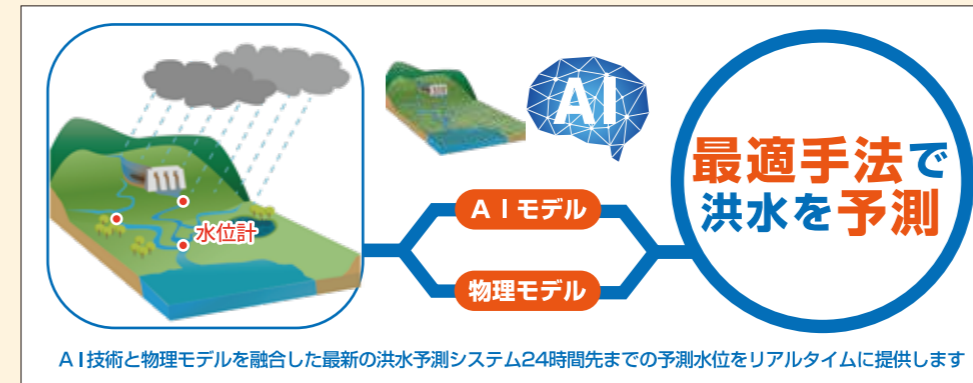 水位計
AI
AIモデル
物理モデル
最適手法で
洪水を予測
AI技術と物理モデルを融合した最新の洪水予測システム24時間先までの予測水位をリアルタイムに提供します